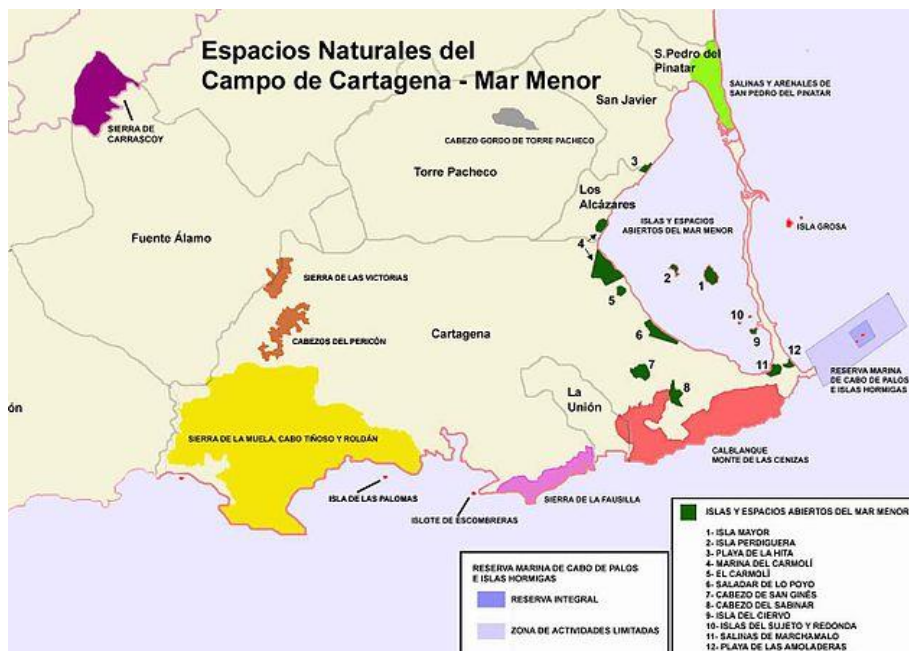 Espacios Naturales del
Campo de Cartagena - Mar Menor
S.Pedro del
Pinatar
SALINAS Y ARENALES DE
SAN PEDRO DEL PINATAR
San Javier
SIERRA DE
CARRASCOY
CABEZO GORDO DE TORRE PACHECO
3
Torre Pacheco
Los
Alcázares
ISLAS Y ESPACIOS
ABIERTOS DEL MAR MENOR
ISLA GROSA
Fuente Álamo
4
SIERRA DE LAS VICTORIAS
2
1
5
10
9
6
Cartagena
CABEZOS DEL PERICÓN
12
11
7
RESERVA MARINA
DE CABO DE PALOS
E ISLAS HORMIGAS
8
La
Unión
ón
SIERRA DE LA MUELA, CABO TIÑOSO Y ROLDÁN
CALBLANQUE
MONTE DE LAS CENIZAS
ISLA DE LAS PALOMAS
SIERRA DE LA FAUSILLA
ISLOTE DE ESCOMBRERAS
RESERVA MARINA DE CABO DE PALOS
E ISLAS HORMIGAS
RESERVA INTEGRAL
ZONA DE ACTIVIDADES LIMITADAS
ISLAS Y ESPACIOS ABIERTOS DEL MAR MENOR
1- ISLA MAYOR
2- ISLA PERDIGUERA
3- PLAYA DE LA HITA
4- MARINA DEL CARMOLÍ
5- EL CARMOLÍ
6- SALADAR DE LO POYO
7- CABEZO DE SAN GINÉS
8- CABEZO DEL SABINAR
9- ISLA DEL CIERVO
10- ISLAS DEL SUJETO Y REDONDA
11- SALINAS DE MARCHAMALO
12- PLAYA DE LAS AMOLADERAS